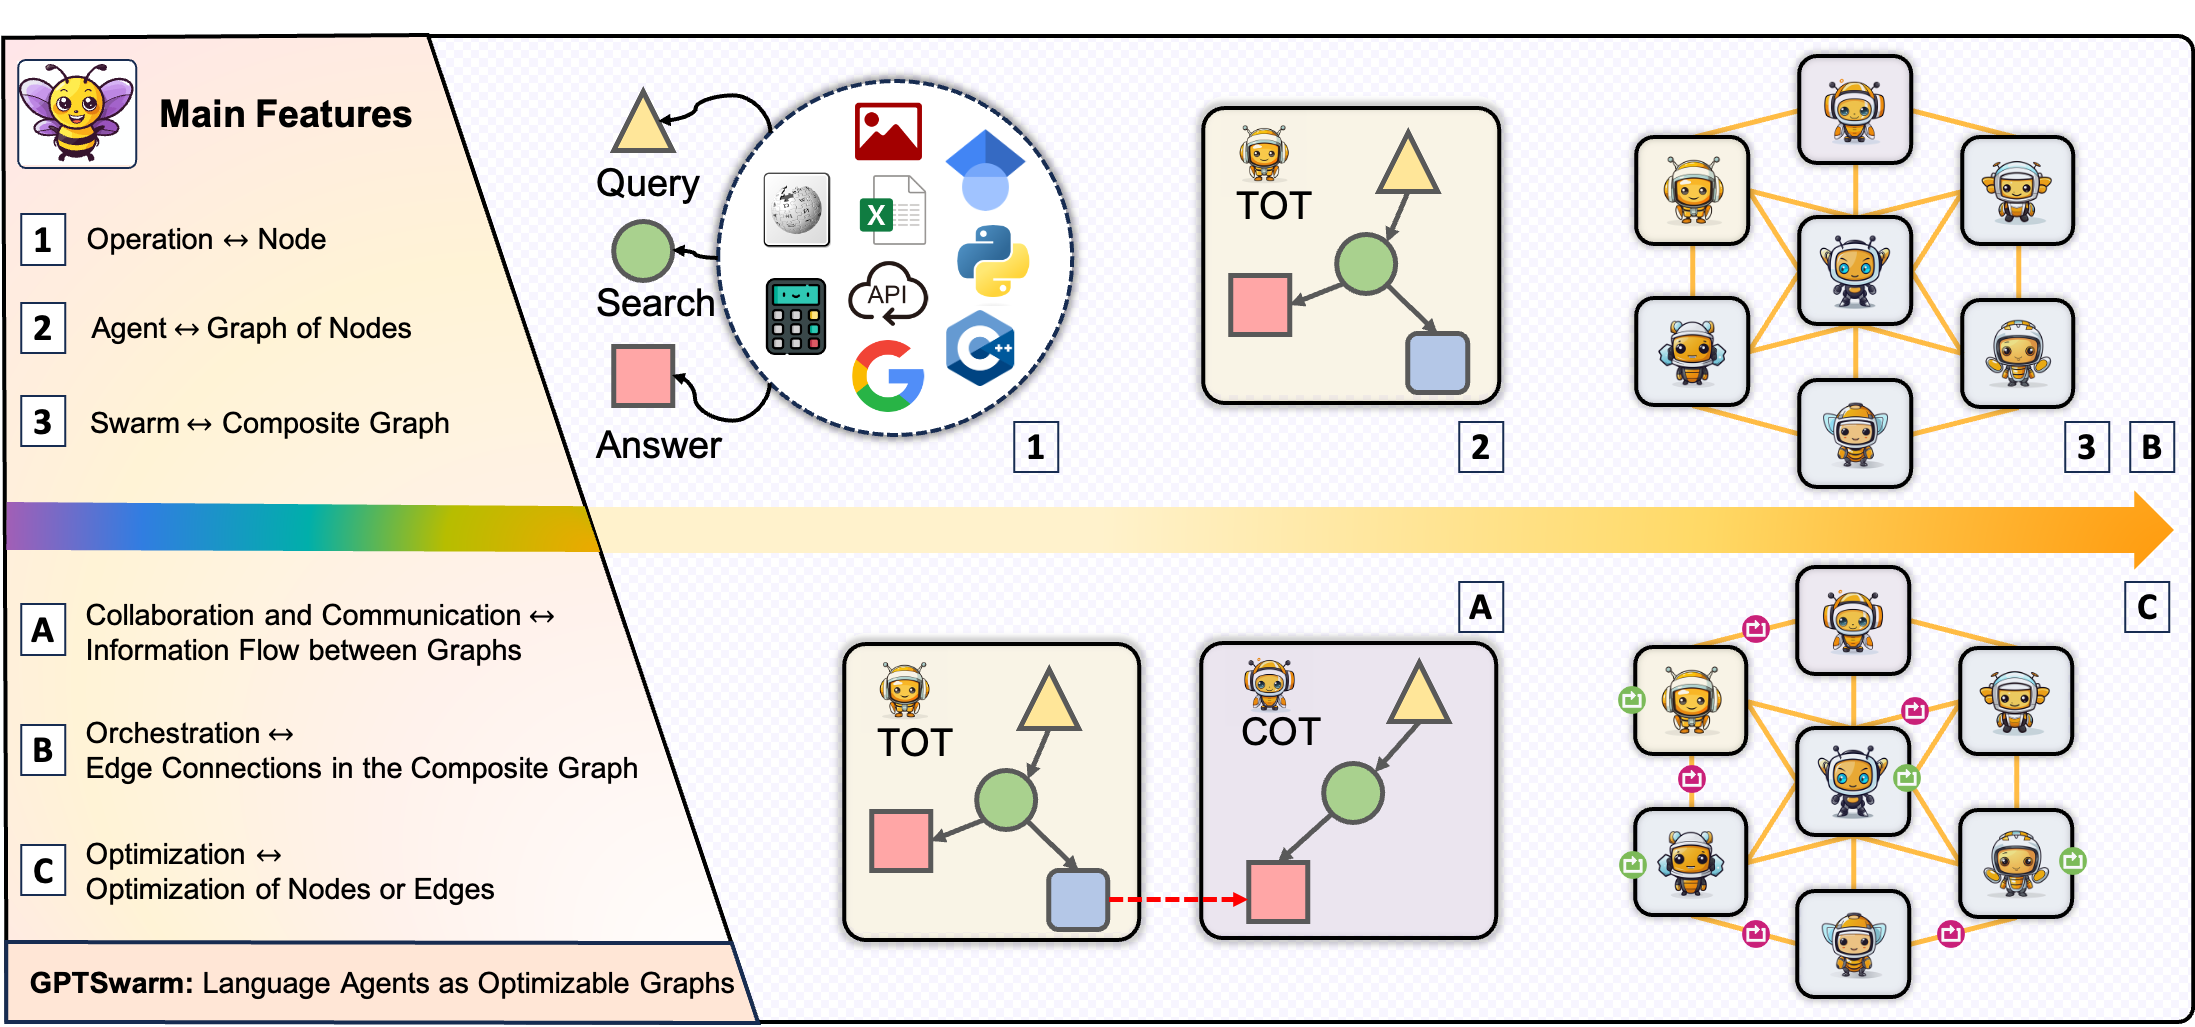 Main Features
1
Operation ↔ Node
2
Agent ↔ Graph of Nodes
3
Swarm ↔ Composite Graph
A
Collaboration and Communication ↔
Information Flow between Graphs
B
Orchestration ↔
Edge Connections in the Composite Graph
C
Optimization ↔
Optimization of Nodes or Edges
GPTSwarm: Language Agents as Optimizable Graphs
Query
Search
Answer
X
API
G
C++
1
TOT
2
3
B
A
TOT
COT
C